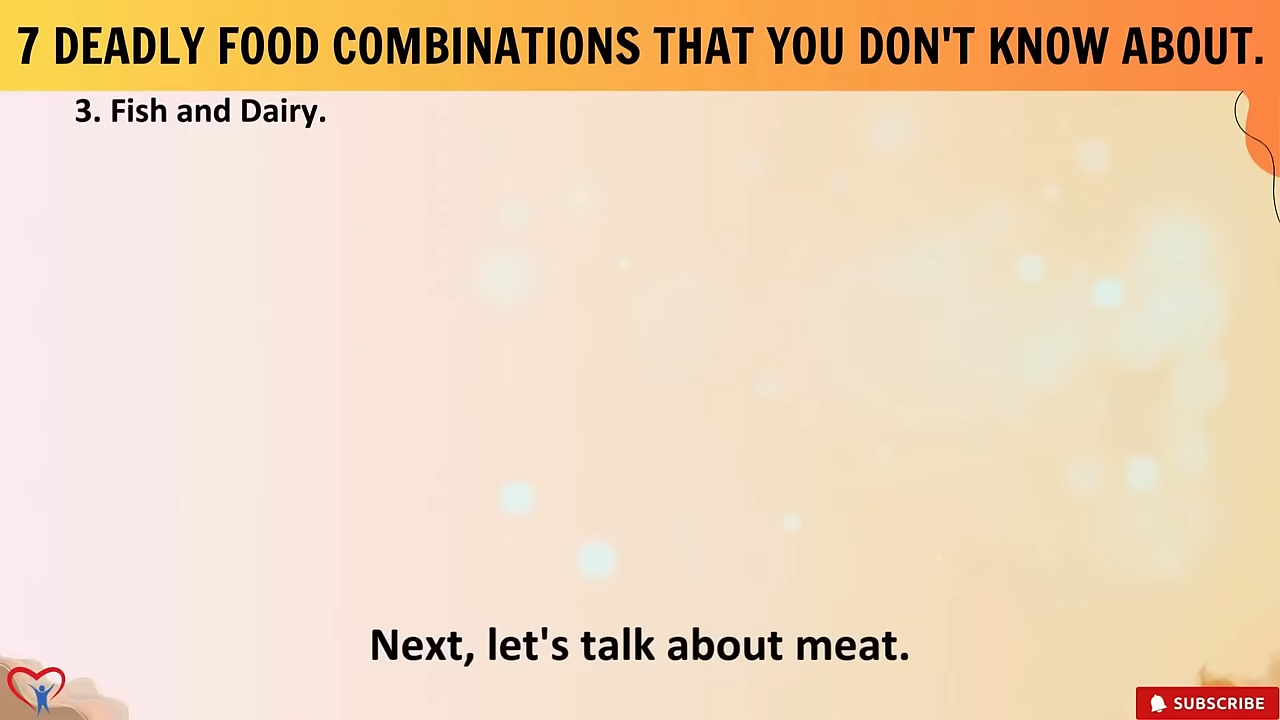 7 DEADLY FOOD COMBINATIONS THAT YOU DON'T KNOW ABOUT.
3. Fish and Dairy.
Next, let's talk about meat.
SUBSCRIBE